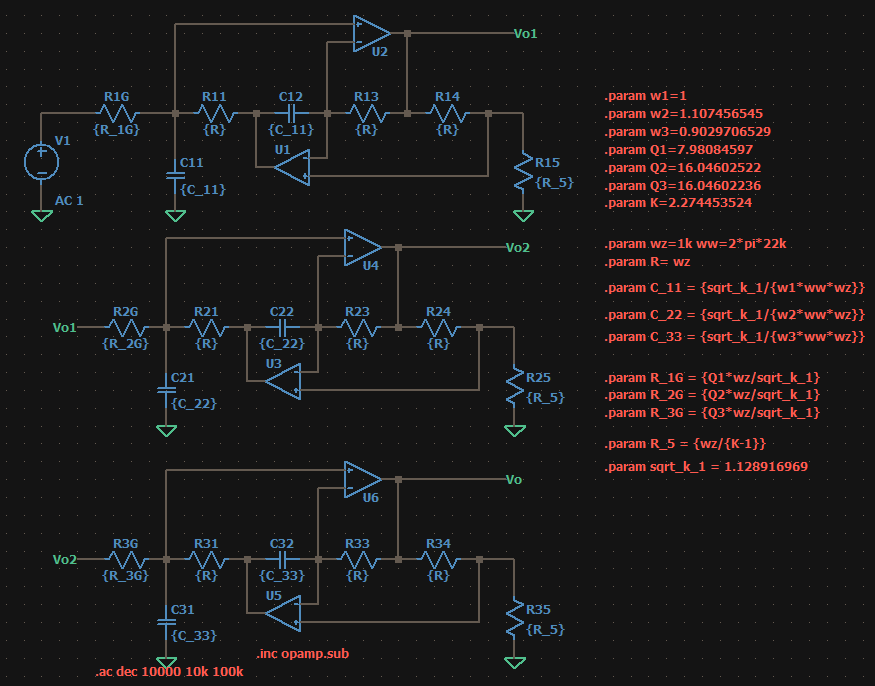 Vo1
U2
R1G
R11
C12
R13
R14
{R_1G}
{R}
{C_11}
{R}
{R}
V1
U1
C11
{C_11}
R15
{R_5}
AC 1
.param w1=1
.param w2=1.107456545
.param w3=0.9029706529
.param Q1=7.98084597
.param Q2=16.04602522
.param Q3=16.04602236
.param K=2.274453524
Vo2
U4
Vo1
R2G
R21
C22
R23
R24
{R_2G}
{R}
{C_22}
{R}
{R}
U3
C21
{C_22}
R25
{R_5}
.param wz=1k ww=2*pi*22k
.param R= wz
.param C_11 = {sqrt_k_1/{w1*ww*wz}}
.param C_22 = {sqrt_k_1/{w2*ww*wz}}
.param C_33 = {sqrt_k_1/{w3*ww*wz}}
.param R_1G = {Q1*wz/sqrt_k_1}
.param R_2G = {Q2*wz/sqrt_k_1}
.param R_3G = {Q3*wz/sqrt_k_1}
.param R_5 = {wz/{K-1}}
.param sqrt_k_1 = 1.128916969
Vo
U6
Vo2
R3G
R31
C32
R33
R34
{R_3G}
{R}
{C_33}
{R}
{R}
U5
C31
{C_33}
R35
{R_5}
.inc opamp.sub
.ac dec 10000 10k 100k